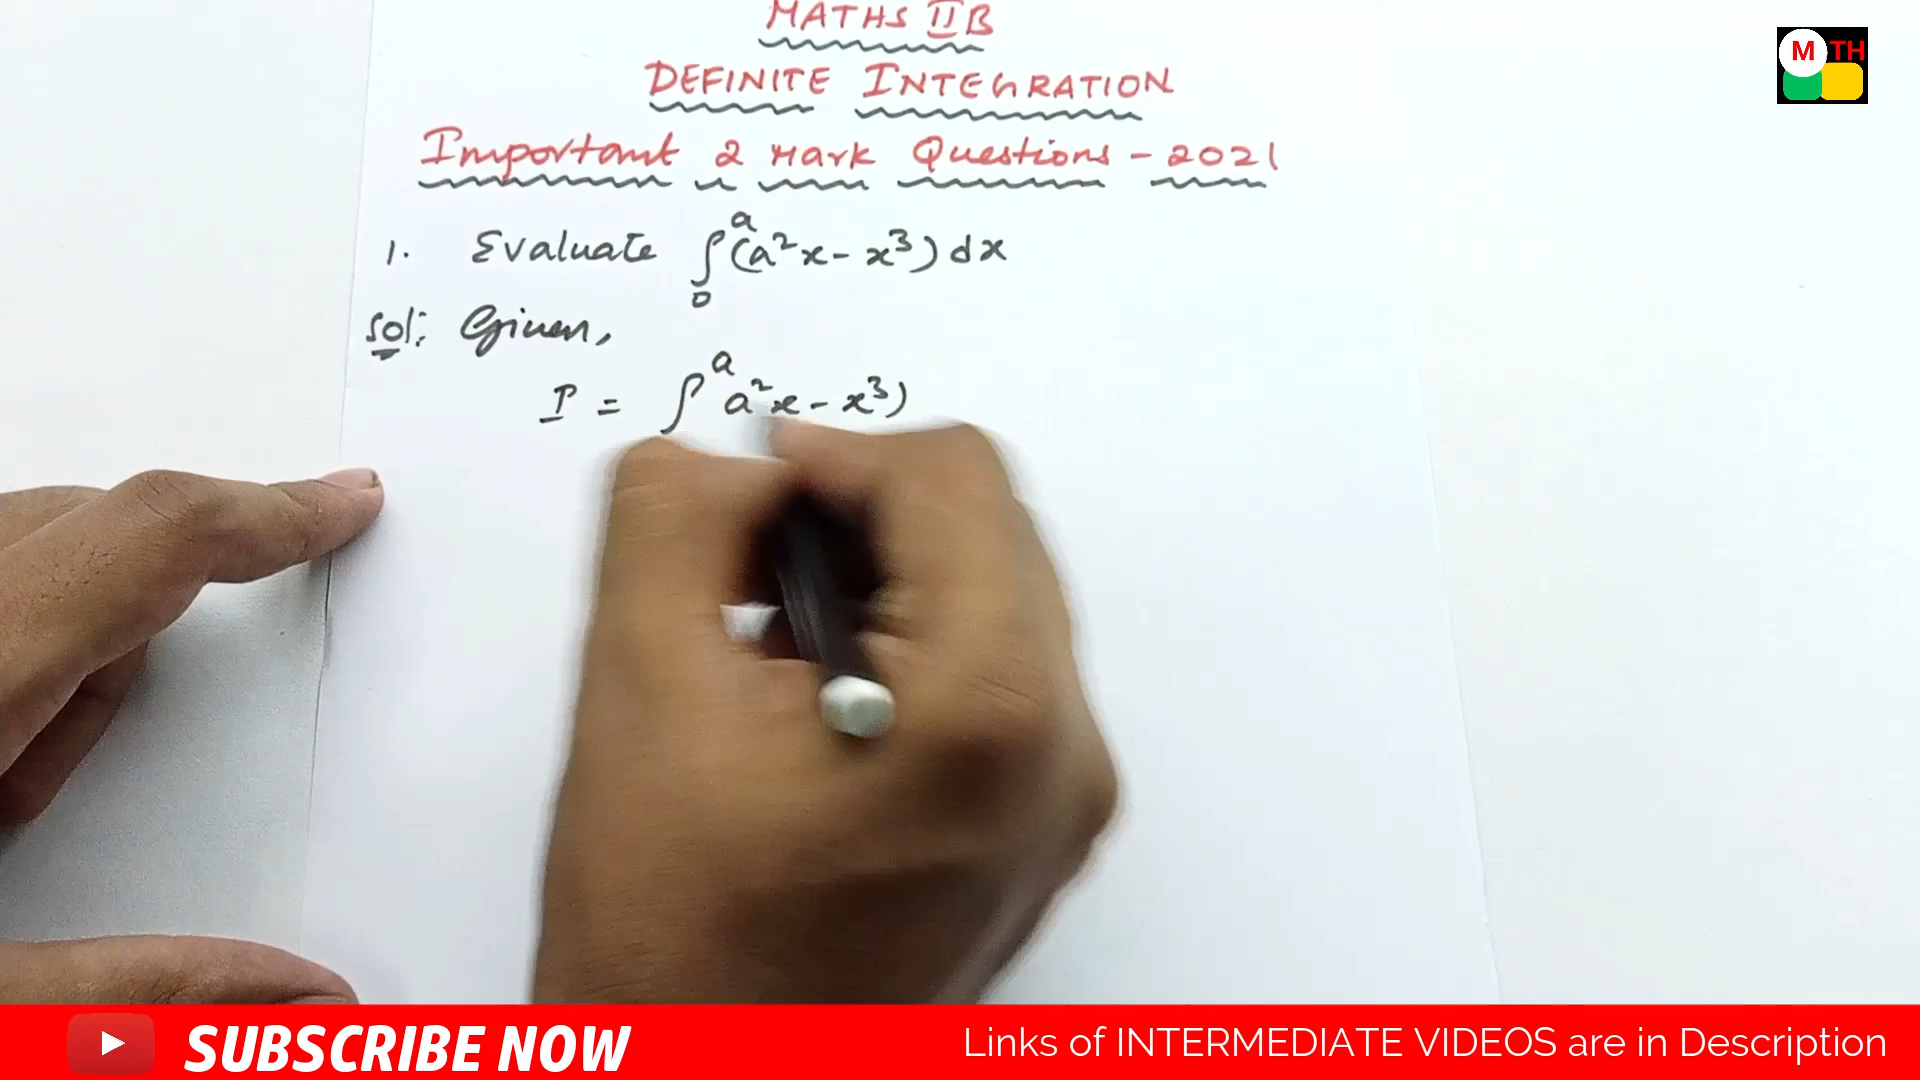 MATHS IIB
M TH
DEFINITE INTEGRATION
Important 2 Mark Questions - 2021
1. Evaluate ∫₀ᵃ (a²x - x³) dx
Sol: Given,
I = ∫ᵃ a²x - x³)
SUBSCRIBE NOW
Links of INTERMEDIATE VIDEOS are in Description